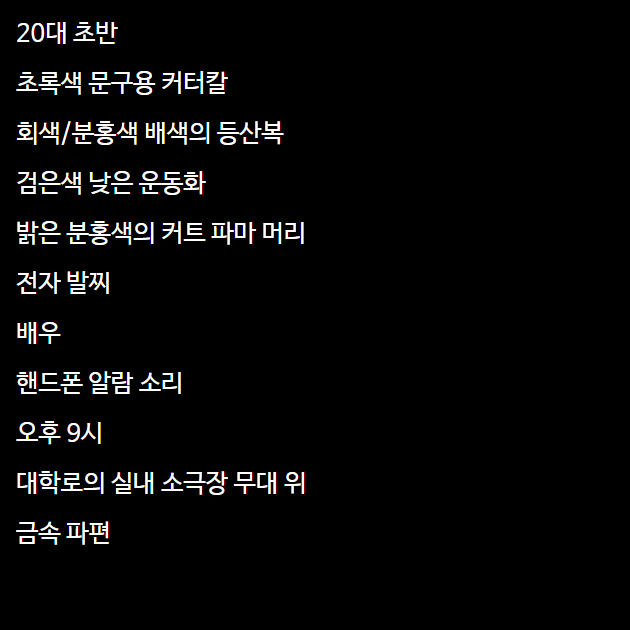 20대 초반
초록색 문구용 커터칼
회색/분홍색 배색의 등산복
검은색 낮은 운동화
밝은 분홍색의 커트 파마 머리
전자 발찌
배우
핸드폰 알람 소리
오후 9시
대학로의 실내 소극장 무대 위
금속 파편